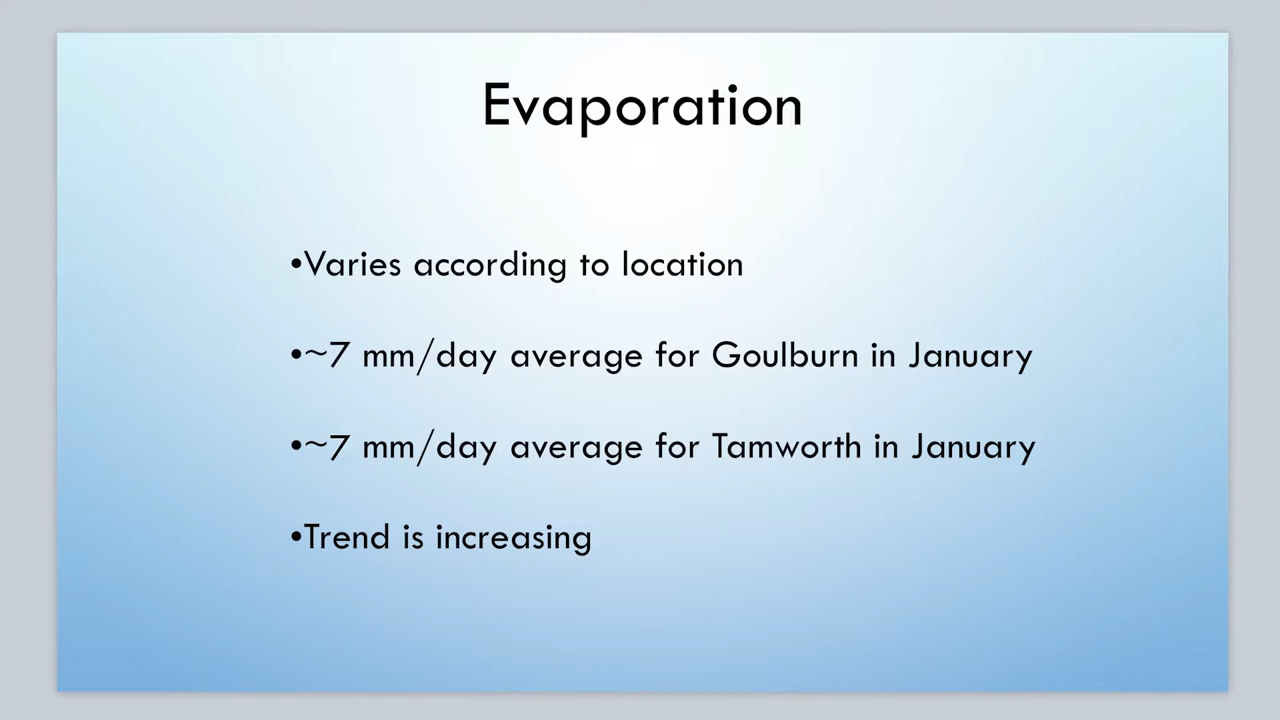 Evaporation
•Varies according to location
•~7 mm/day average for Goulburn in January
•~7 mm/day average for Tamworth in January
•Trend is increasing